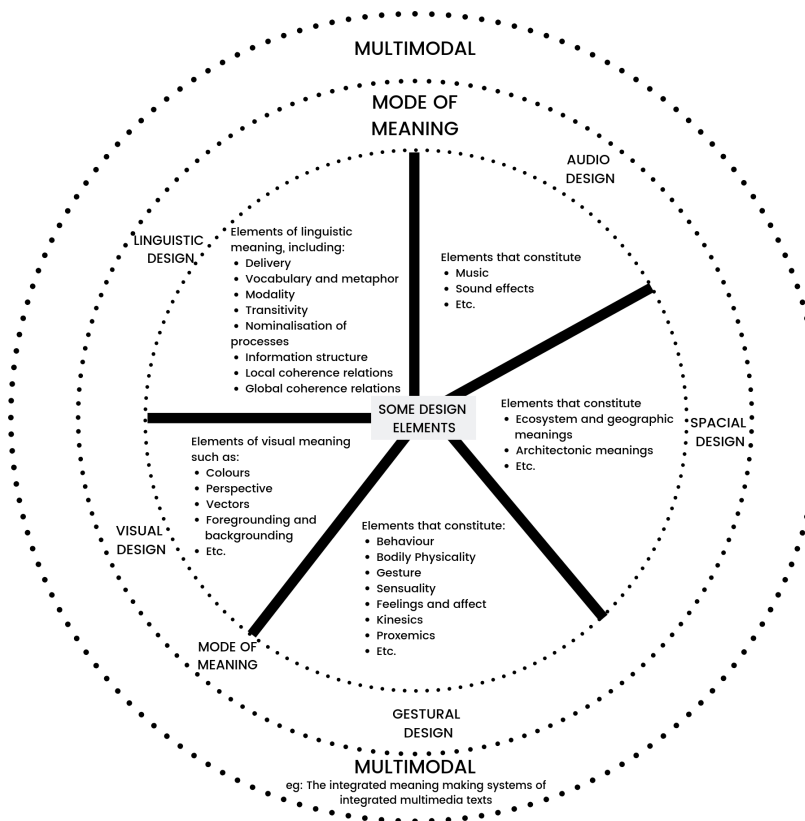 MULTIMODAL
MODE OF
MEANING
AUDIO
DESIGN
LINGUISTIC
DESIGN
Elements of linguistic
meaning, including:
• Delivery
• Vocabulary and metaphor
• Modality
• Transitivity
• Nominalisation of
processes
• Information structure
• Local coherence relations
• Global coherence relations
Elements that constitute
• Music
• Sound effects
• Etc.
SOME DESIGN
ELEMENTS
Elements that constitute
• Ecosystem and geographic
meanings
• Architectonic meanings
• Etc.
SPACIAL
DESIGN
Elements of visual meaning
such as:
• Colours
• Perspective
• Vectors
• Foregrounding and
backgrounding
• Etc.
VISUAL
DESIGN
Elements that constitute:
• Behaviour
• Bodily Physicality
• Gesture
• Sensuality
• Feelings and affect
• Kinesics
• Proxemics
• Etc.
MODE OF
MEANING
GESTURAL
DESIGN
MULTIMODAL
eg: The integrated meaning making systems of
integrated multimedia texts